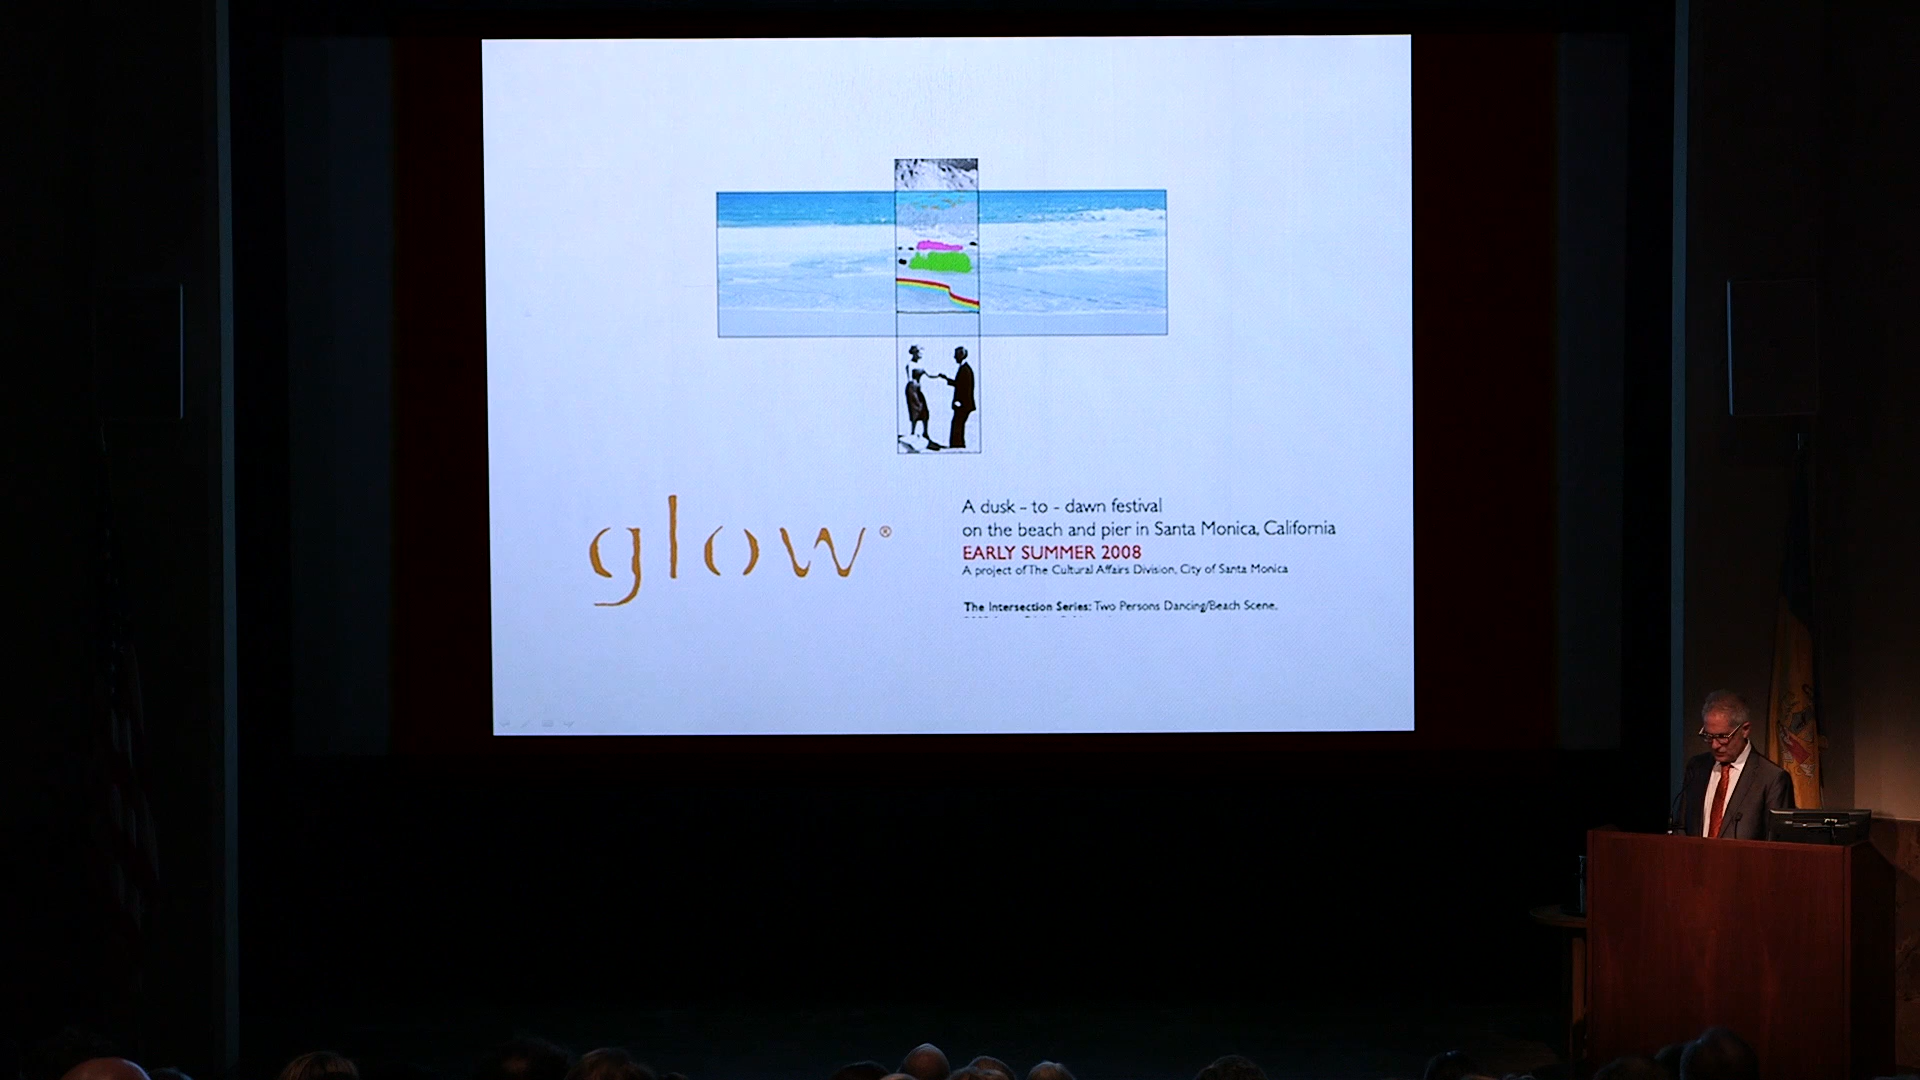 glow®
A dusk - to - dawn festival
on the beach and pier in Santa Monica, California
EARLY SUMMER 2008
A project of The Cultural Affairs Division, City of Santa Monica
The Intersection Series: Two Persons Dancing/Beach Scene,